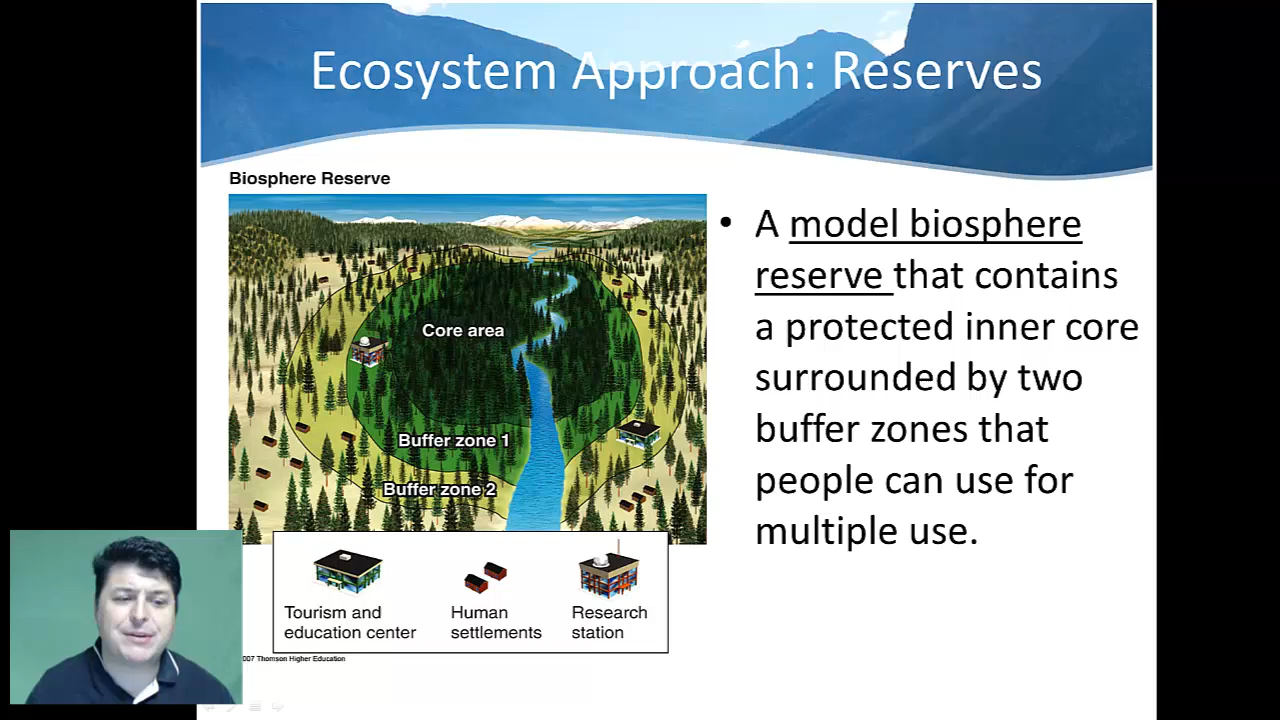 Ecosystem Approach: Reserves
Biosphere Reserve
Core area
Buffer zone 1
Buffer zone 2
Tourism and
education center
Human
settlements
Research
station
007 Thomson Higher Education
• A model biosphere
reserve that contains
a protected inner core
surrounded by two
buffer zones that
people can use for
multiple use.